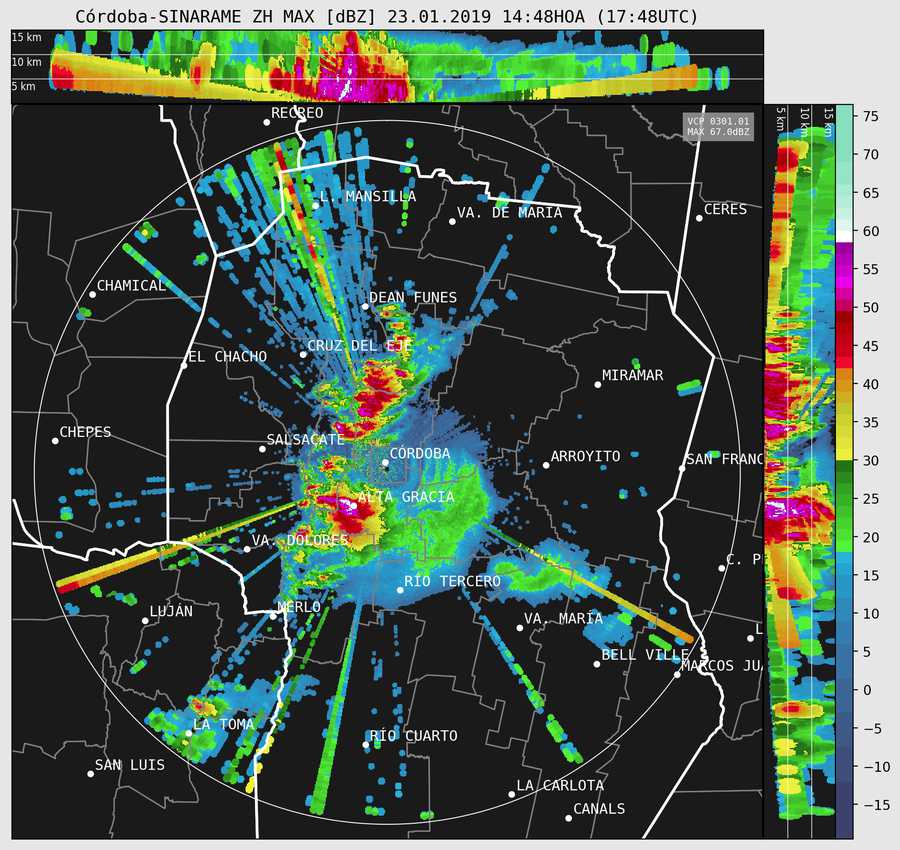 Córdoba-SINARAME ZH MAX [dBZ] 23.01.2019 14:48HOA (17:48UTC)
15 km
10 km
5 km
RECREO
VCP 0301.01
MAX 67.0dBZ
5 km
10 km
15 km
L. MANSILLA
VA. DE MARIA
CERES
CHAMICAL
DEAN FUNES
CRUZ DEL EJE
EL CHACHO
MIRAMAR
CHEPES
SALSACATE
CÓRDOBA
ARROYITO
SAN FRANC
ALTA GRACIA
VA. DOLORES
C. P
RÍO TERCERO
LUJÁN
MERLO
VA. MARÍA
L
BELL VILLE
MARCOS JU
LA TOMA
RÍO CUARTO
SAN LUIS
LA CARLOTA
CANALS
75
70
65
60
55
50
45
40
35
30
25
20
15
10
5
0
−5
−10
−15